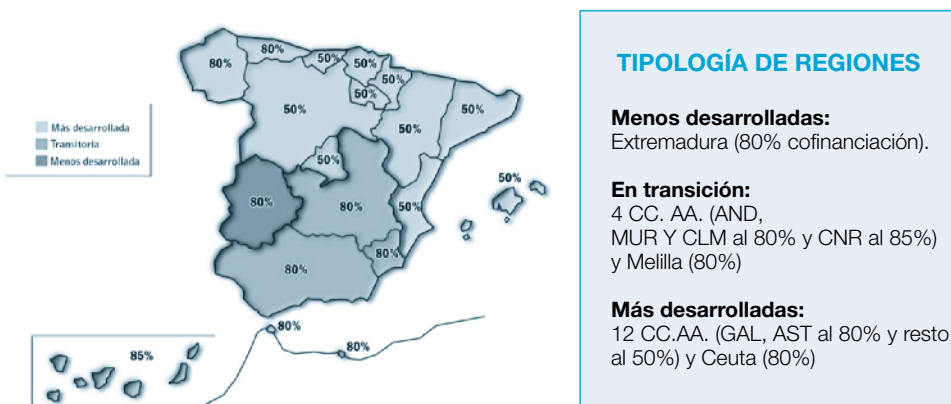 80%
80%
50%
50%
50%
50%
50%
50%
50%
Más desarrollada
Transitoria
Menos desarrollada
50%
50%
80%
80%
50%
80%
80%
80%
80%
85%
TIPOLOGÍA DE REGIONES
Menos desarrolladas:
Extremadura (80% cofinanciación).
En transición:
4 CC. AA. (AND,
MUR Y CLM al 80% y CNR al 85%)
y Melilla (80%)
Más desarrolladas:
12 CC.AA. (GAL, AST al 80% y resto
al 50%) y Ceuta (80%)